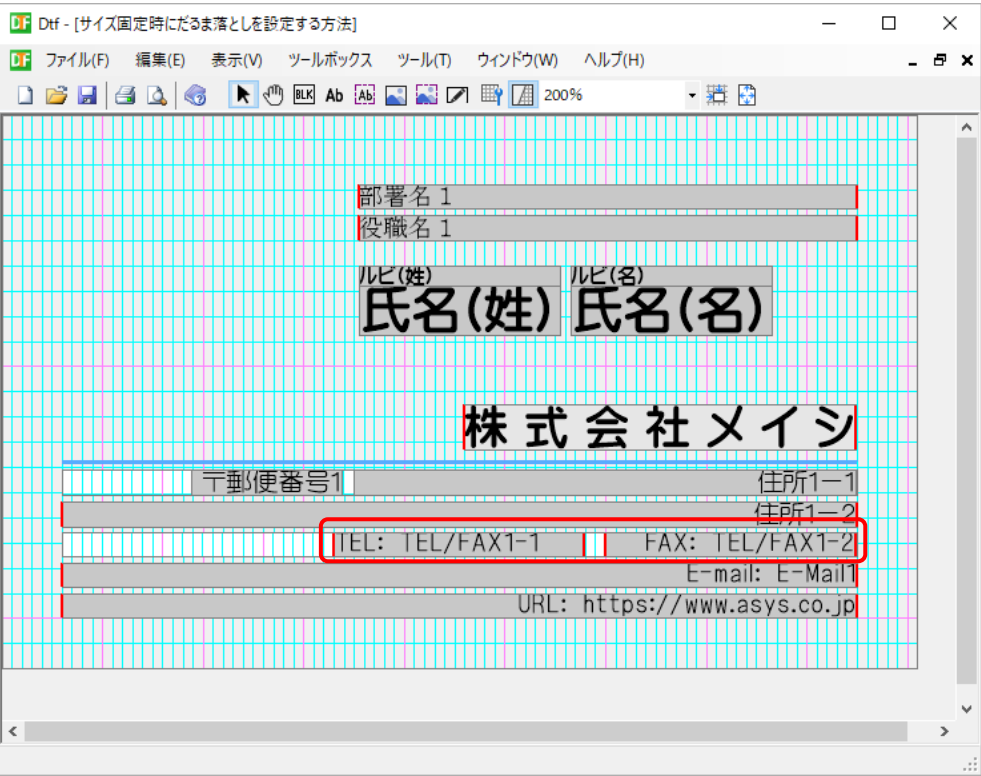 DTF Dtf - [サイズ固定時にだるま落としを設定する方法]
DTF ファイル(F) 編集(E) 表示(V) ツールボックス ツール(T) ウィンドウ(W) ヘルプ(H)
BLK Ab Ab 200%
部署名 1
役職名 1
ルビ(姓) ルビ(名)
氏名(姓) 氏名(名)
株式会社メイシ
〒郵便番号1 住所1ー1
住所1ー2
TEL: TEL/FAX1-1 FAX: TEL/FAX1-2
E-mail: E-Mail1
URL: https://www.asys.co.jp